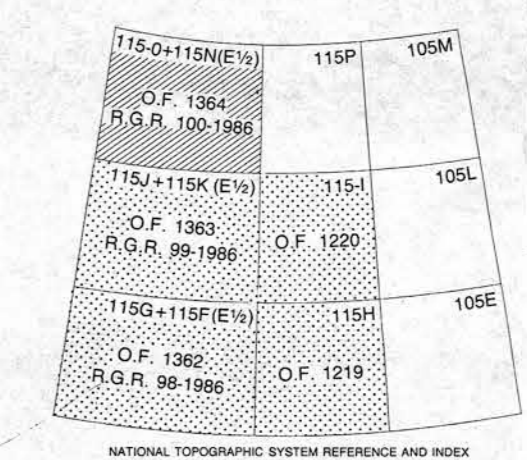 115-O+115N(E½)
O.F. 1364
R.G.R. 100-1986
115P
105M
115J+115K(E½)
O.F. 1363
R.G.R. 99-1986
115-I
O.F. 1220
105L
115G+115F(E½)
O.F. 1362
R.G.R. 98-1986
115H
O.F. 1219
105E
NATIONAL TOPOGRAPHIC SYSTEM REFERENCE AND INDEX